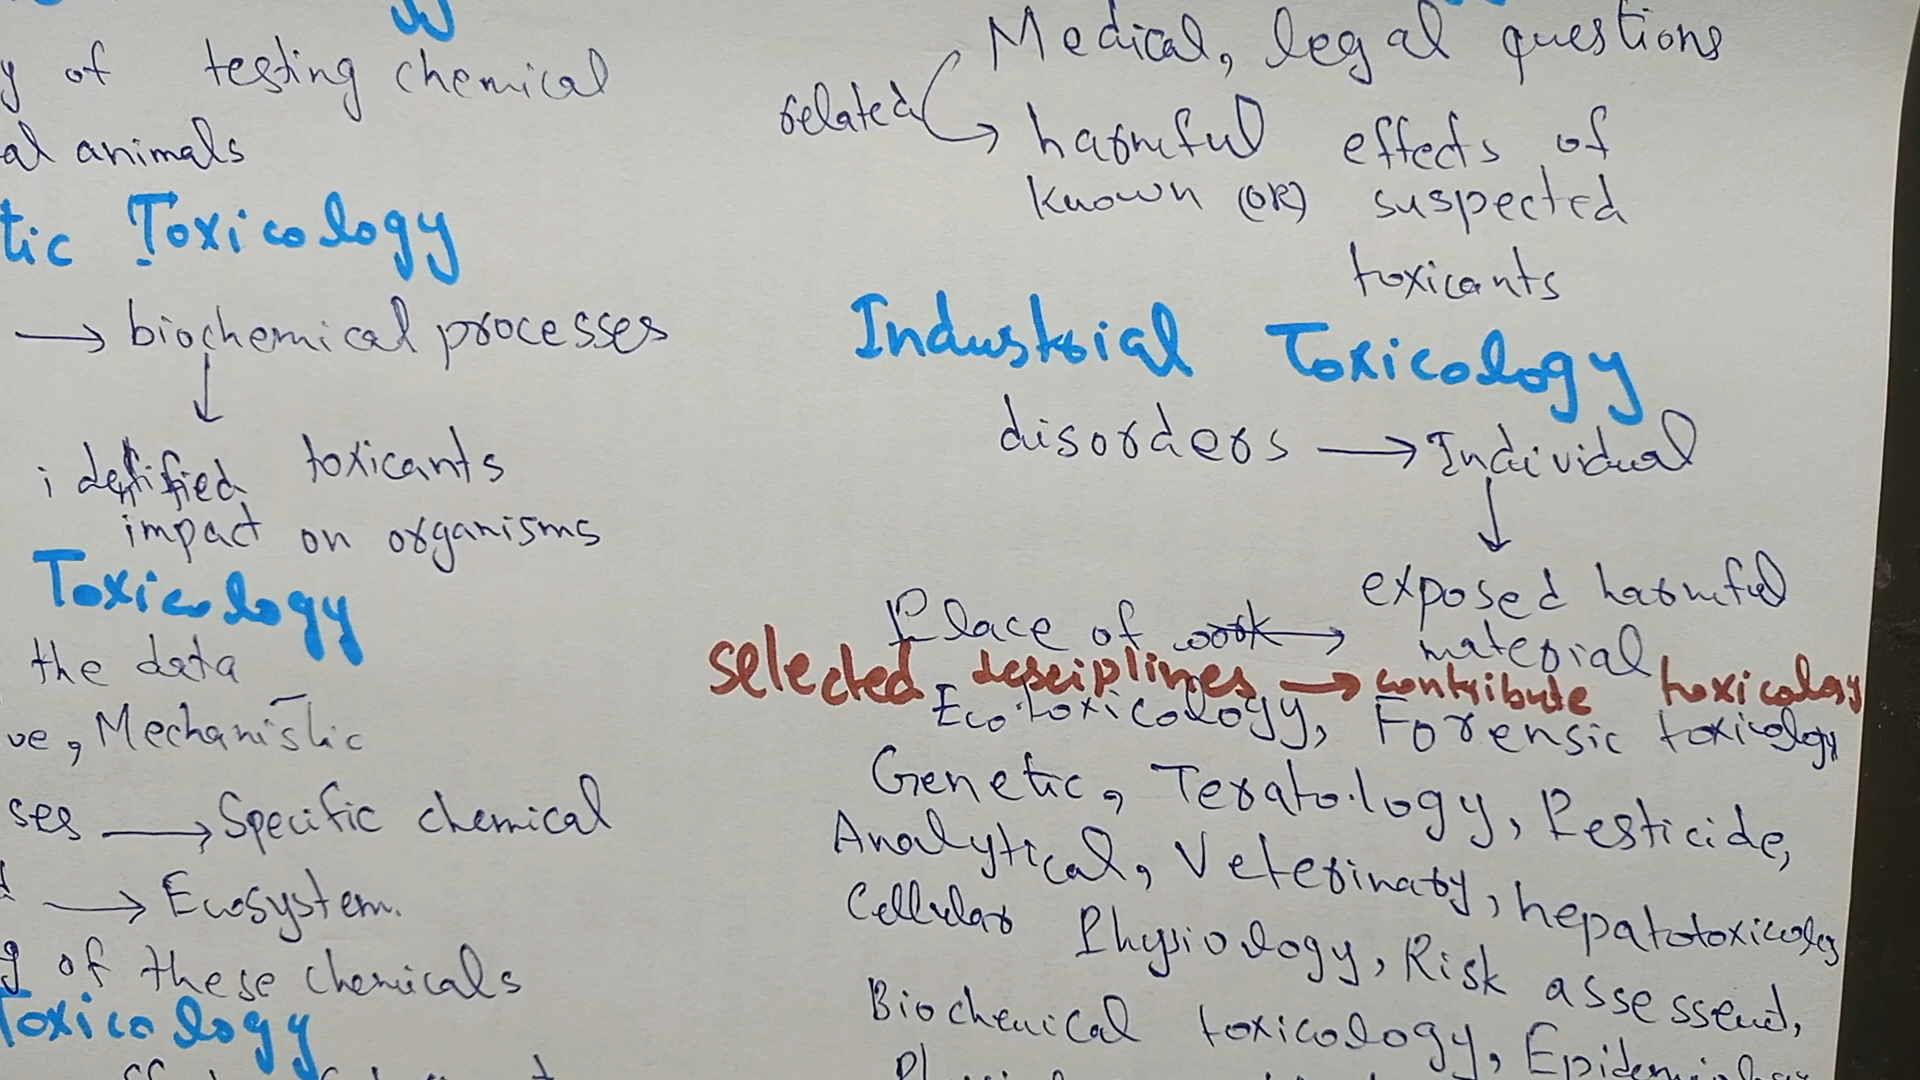 y of testing chemical
al animals
tic Toxicology
→ biochemical processes
↓
identified toxicants
impact on organisms
Toxicology
the data
ve, Mechanistic
ses → Specific chemical
→ Ecosystem.
g of these chemicals
Toxicology
Medical, legal questions
related → harmful effects of
known (OR) suspected
toxicants
Industrial Toxicology
disorders → Individual
↓
exposed harmful
Place of work → material
selected desciplines → contribute toxicology
Eco toxicology, Forensic toxicology
Genetic, Teratology, Pesticide,
Analytical, Veterinary, hepatotoxicology
Cellular Physiology, Risk assessend,
Biochemical toxicology, Epidemiology